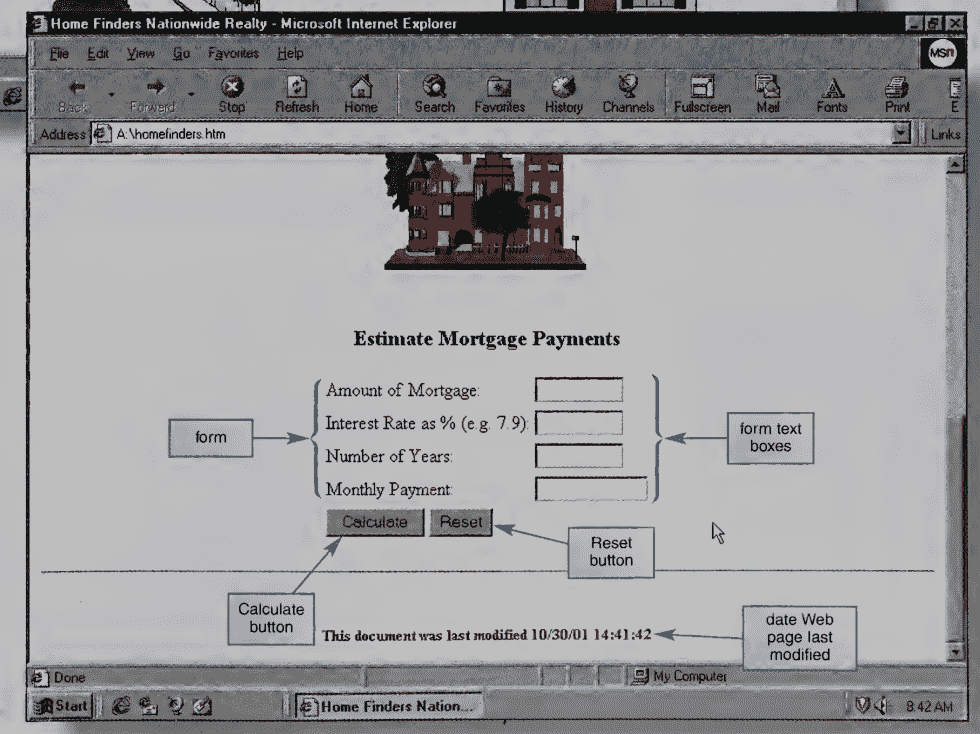 Home Finders Nationwide Realty - Microsoft Internet Explorer
File Edit View Go Favorites Help
msn
Back Forward Stop Refresh Home Search Favorites History Channels Fullscreen Mail Fonts Print E
Address A:\homefinders.htm Links
Estimate Mortgage Payments
Amount of Mortgage:
Interest Rate as % (e.g. 7.9):
Number of Years:
Monthly Payment:
form
form text
boxes
Calculate Reset
Reset
button
Calculate
button
This document was last modified 10/30/01 14:41:42
date Web
page last
modified
Done My Computer
Start Home Finders Nation... 8:42 AM